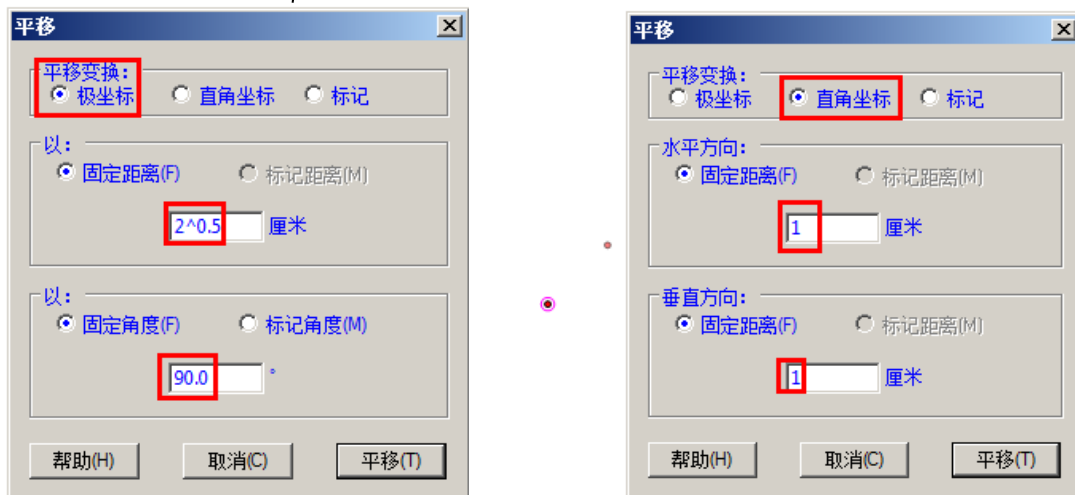 平移
平移变换:
极坐标 直角坐标 标记
以:
固定距离(F) 标记距离(M)
2^0.5 厘米
以:
固定角度(F) 标记角度(M)
90.0 °
帮助(H) 取消(C) 平移(T)
平移
平移变换:
极坐标 直角坐标 标记
水平方向:
固定距离(F) 标记距离(M)
1 厘米
垂直方向:
固定距离(F) 标记距离(M)
1 厘米
帮助(H) 取消(C) 平移(T)